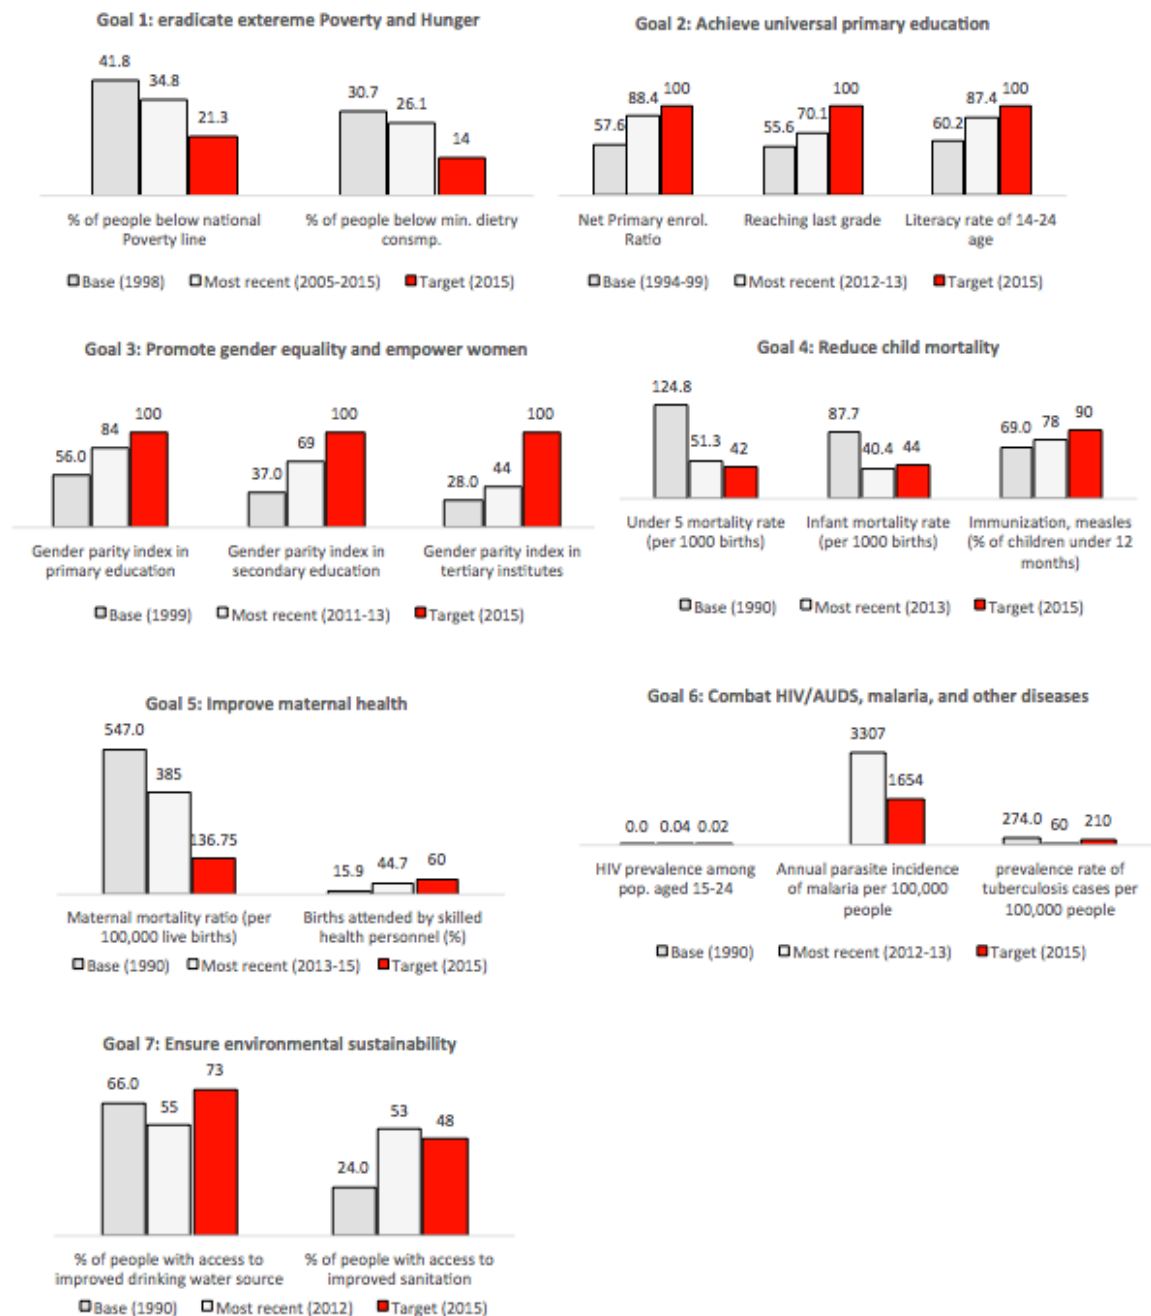 Goal 1: eradicate extereme Poverty and Hunger
41.8
34.8
21.3
30.7
26.1
14
% of people below national
Poverty line
% of people below min. dietry
consmp.
Base (1998) Most recent (2005-2015) Target (2015)
Goal 2: Achieve universal primary education
57.6
88.4
100
55.6
70.1
100
60.2
87.4
100
Net Primary enrol.
Ratio
Reaching last grade
Literacy rate of 14-24
age
Base (1994-99) Most recent (2012-13) Target (2015)
Goal 3: Promote gender equality and empower women
56.0
84
100
37.0
69
100
28.0
44
100
Gender parity index in
primary education
Gender parity index in
secondary education
Gender parity index in
tertiary institutes
Base (1999) Most recent (2011-13) Target (2015)
Goal 4: Reduce child mortality
124.8
51.3
42
87.7
40.4
44
69.0
78
90
Under 5 mortality rate
(per 1000 births)
Infant mortality rate
(per 1000 births)
Immunization, measles
(% of children under 12
months)
Base (1990) Most recent (2013) Target (2015)
Goal 5: Improve maternal health
547.0
385
136.75
15.9
44.7
60
Maternal mortality ratio (per
100,000 live births)
Births attended by skilled
health personnel (%)
Base (1990) Most recent (2013-15) Target (2015)
Goal 6: Combat HIV/AUDS, malaria, and other diseases
0.0
0.04
0.02
3307
1654
274.0
60
210
HIV prevalence among
pop. aged 15-24
Annual parasite incidence
of malaria per 100,000
people
prevalence rate of
tuberculosis cases per
100,000 people
Base (1990) Most recent (2012-13) Target (2015)
Goal 7: Ensure environmental sustainability
66.0
55
73
24.0
53
48
% of people with access to
improved drinking water source
% of people with access to
improved sanitation
Base (1990) Most recent (2012) Target (2015)